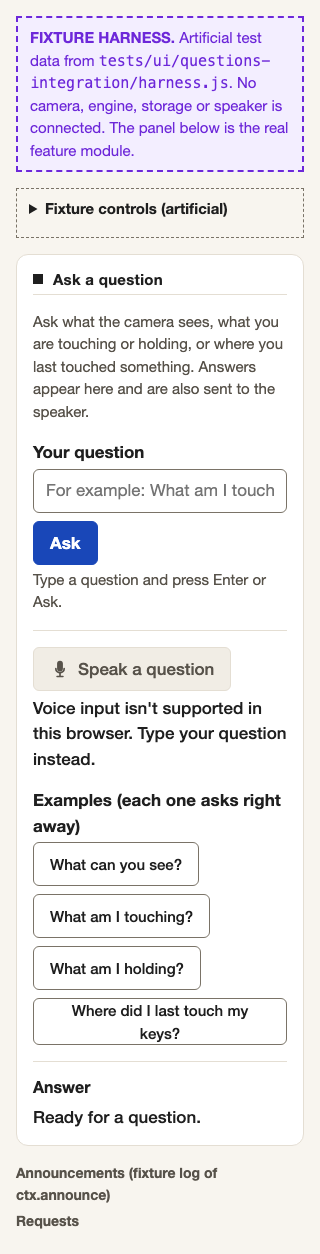 FIXTURE HARNESS. Artificial test
data from tests/ui/questions-
integration/harness.js. No
camera, engine, storage or speaker is
connected. The panel below is the real
feature module.
Fixture controls (artificial)
Ask a question
Ask what the camera sees, what you
are touching or holding, or where you
last touched something. Answers
appear here and are also sent to the
speaker.
Your question
For example: What am I touch
Ask
Type a question and press Enter or
Ask.
Speak a question
Voice input isn't supported in
this browser. Type your question
instead.
Examples (each one asks right
away)
What can you see?
What am I touching?
What am I holding?
Where did I last touch my
keys?
Answer
Ready for a question.
Announcements (fixture log of
ctx.announce)
Requests